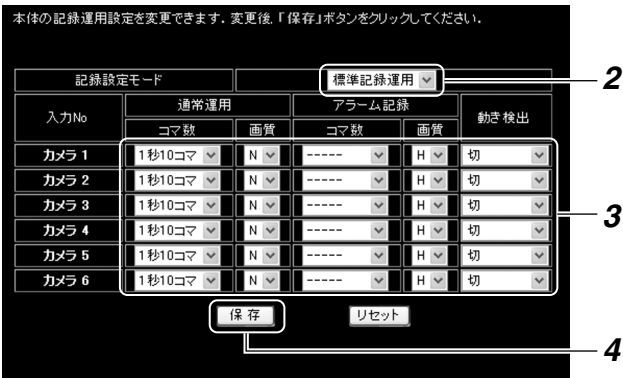 本体の記録運用設定を変更できます. 変更後,「保存」ボタンをクリックしてください.
記録設定モード 標準記録運用 2
入力No 通常運用 アラーム記録 動き検出
コマ数 画質 コマ数 画質
カメラ 1 1秒10コマ N ----- H 切
カメラ 2 1秒10コマ N ----- H 切
カメラ 3 1秒10コマ N ----- H 切 3
カメラ 4 1秒10コマ N ----- H 切
カメラ 5 1秒10コマ N ----- H 切
カメラ 6 1秒10コマ N ----- H 切
保存 リセット
4